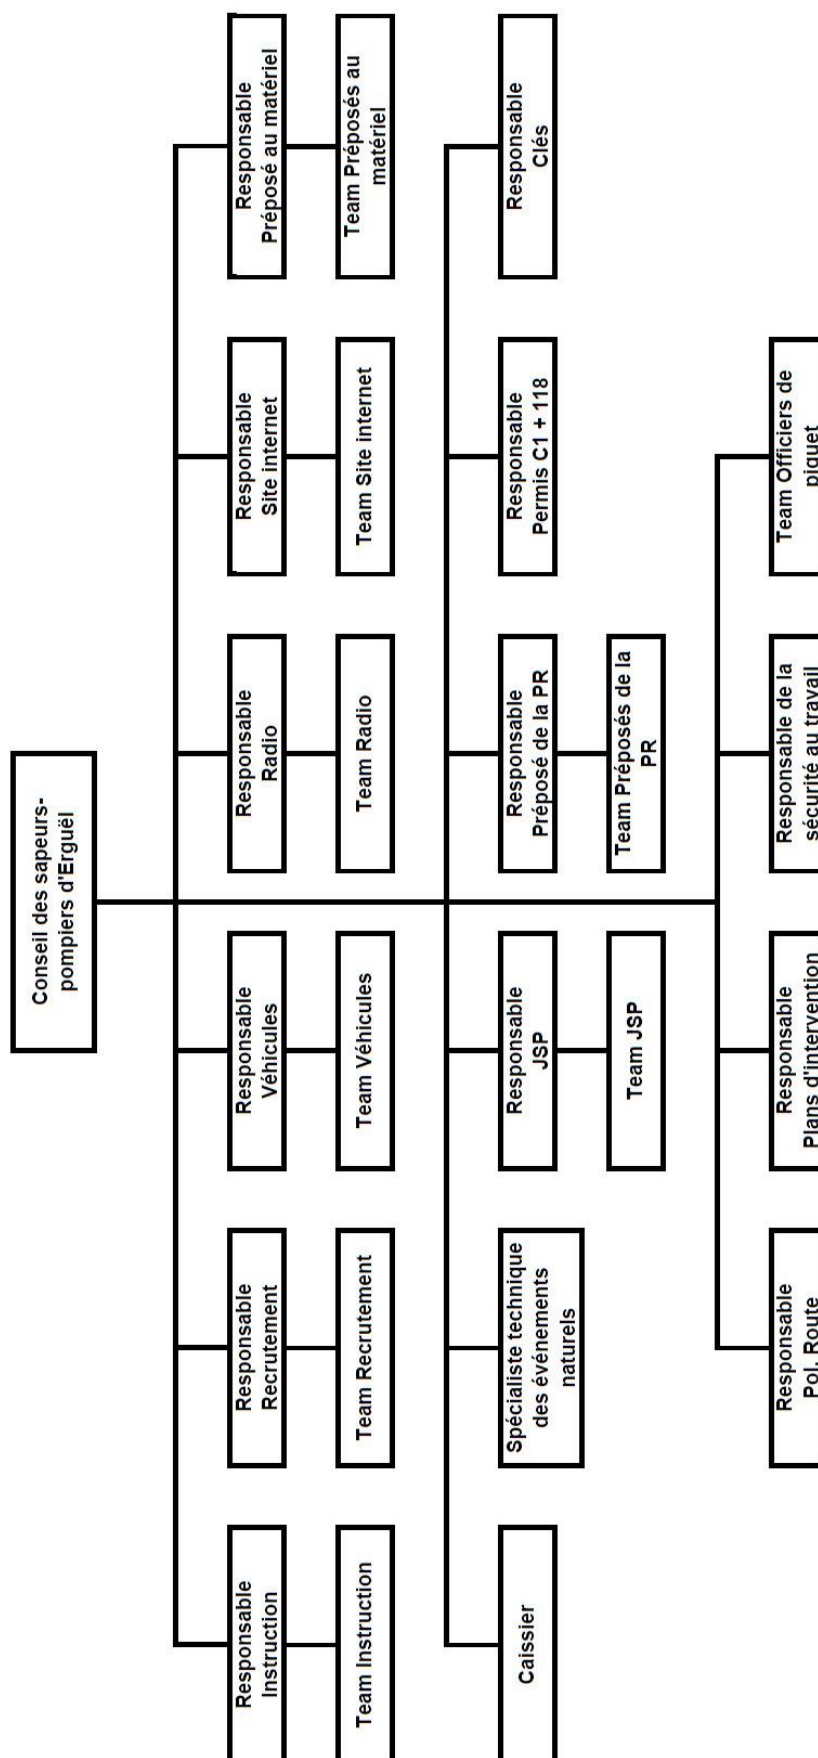 Conseil des sapeurs-
pompiers d'Erguël
Responsable
Instruction
Responsable
Recrutement
Responsable
Véhicules
Responsable
Radio
Responsable
Site internet
Responsable
Préposé au matériel
Team Instruction
Team Recrutement
Team Véhicules
Team Radio
Team Site internet
Team Préposés au
matériel
Caissier
Spécialiste technique
des événements
naturels
Responsable
JSP
Responsable
Préposé de la PR
Responsable
Permis C1 + 118
Responsable
Clés
Team JSP
Team Préposés de la
PR
Responsable
Pol. Route
Responsable
Plans d'intervention
Responsable de la
sécurité au travail
Team Officiers de
piquet